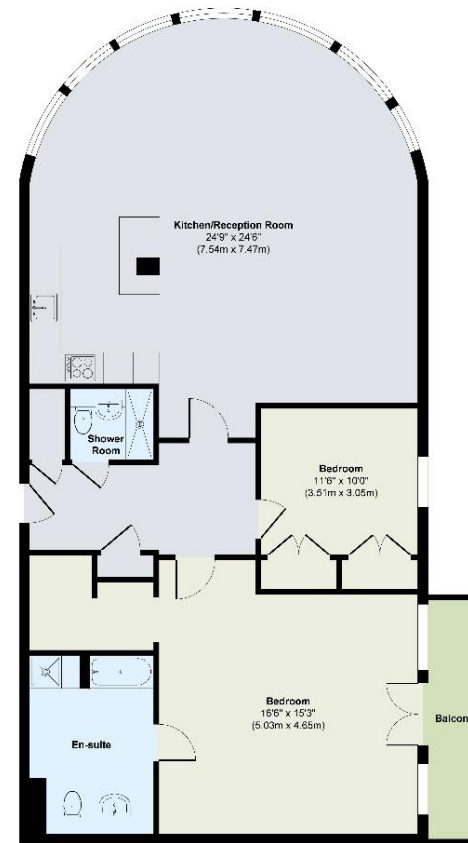 Kitchen/Reception Room
24'9" x 24'6"
(7.54m x 7.47m)
Shower
Room
Bedroom
11'6" x 10'0"
(3.51m x 3.05m)
Bedroom
16'6" x 15'3"
(5.03m x 4.65m)
Balcon
En-suite